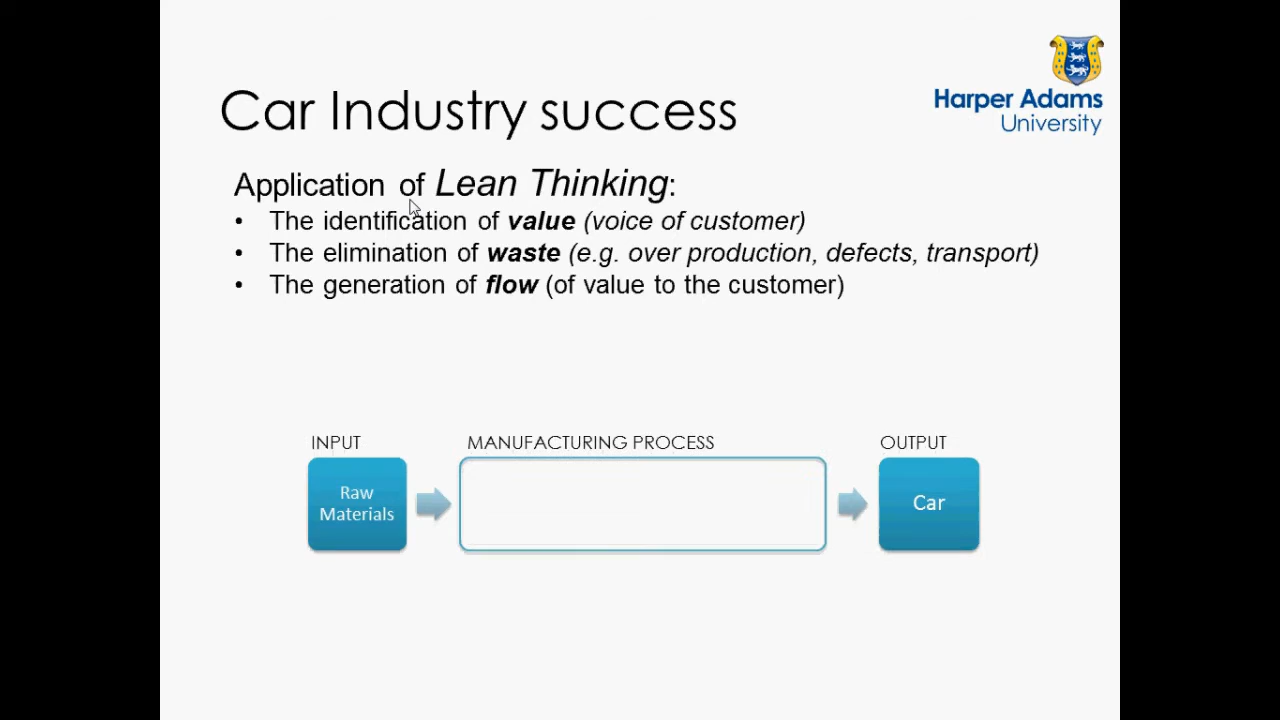 Harper Adams
University
Car Industry success
Application of Lean Thinking:
• The identification of value (voice of customer)
• The elimination of waste (e.g. over production, defects, transport)
• The generation of flow (of value to the customer)
INPUT MANUFACTURING PROCESS OUTPUT
Raw
Materials
Car